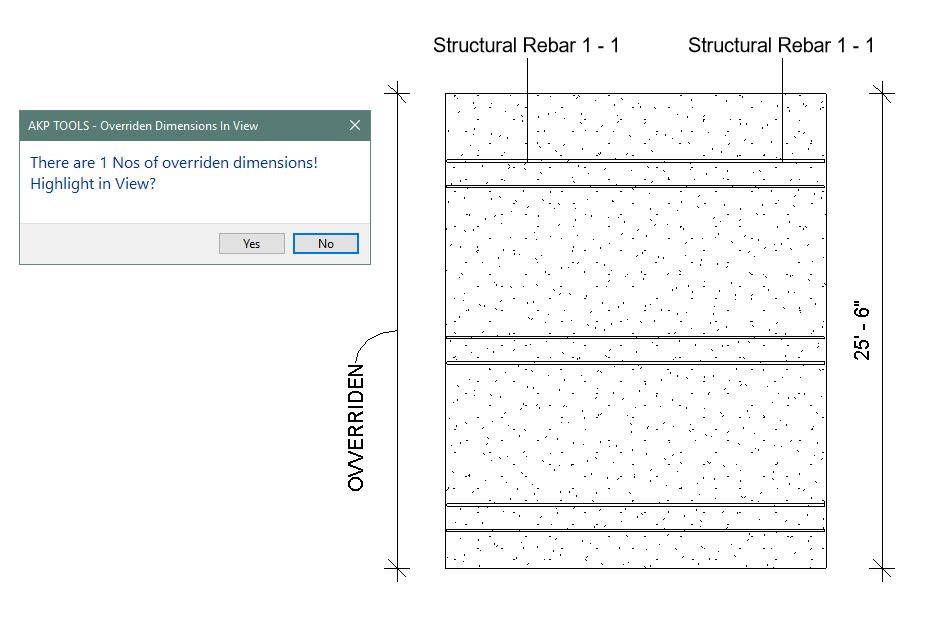 Structural Rebar 1 - 1
Structural Rebar 1 - 1
AKP TOOLS - Overriden Dimensions In View
There are 1 Nos of overriden dimensions!
Highlight in View?
Yes
No
OVVERRIDEN
25' - 6"